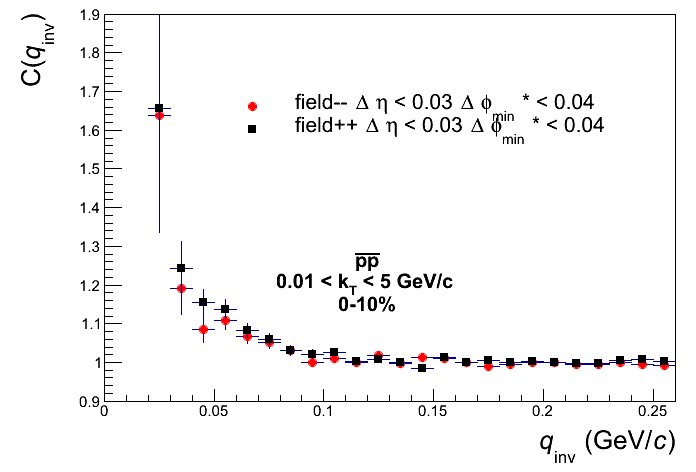 C(q_inv)
1.9
1.8
1.7
1.6
1.5
1.4
1.3
1.2
1.1
1
0.9
field-- Δ η < 0.03 Δ ϕ_min * < 0.04
field++ Δ η < 0.03 Δ ϕ_min * < 0.04
p̅p̅
0.01 < k_T < 5 GeV/c
0-10%
0 0.05 0.1 0.15 0.2 0.25
q_inv (GeV/c)